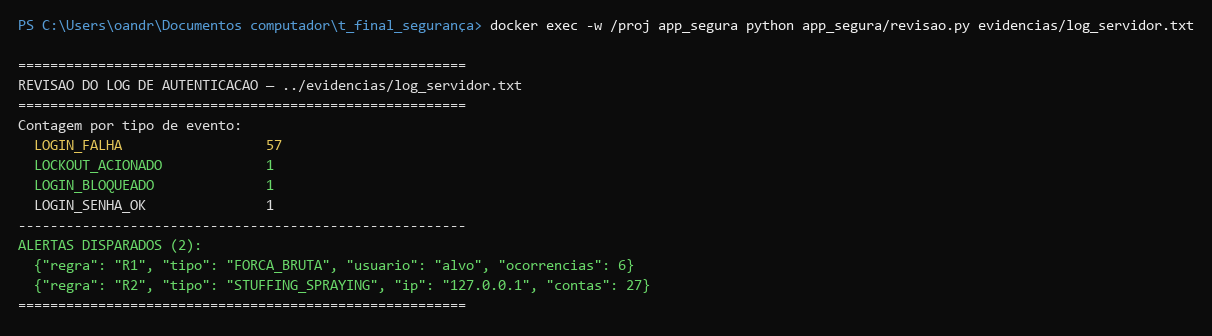 PS C:\Users\oandr\Documentos computador\t_final_segurança> docker exec -w /proj app_segura python app_segura/revisao.py evidencias/log_servidor.txt
========================================================
REVISAO DO LOG DE AUTENTICACAO — ../evidencias/log_servidor.txt
========================================================
Contagem por tipo de evento:
  LOGIN_FALHA                  57
  LOCKOUT_ACIONADO             1
  LOGIN_BLOQUEADO              1
  LOGIN_SENHA_OK               1
--------------------------------------------------------
ALERTAS DISPARADOS (2):
  {"regra": "R1", "tipo": "FORCA_BRUTA", "usuario": "alvo", "ocorrencias": 6}
  {"regra": "R2", "tipo": "STUFFING_SPRAYING", "ip": "127.0.0.1", "contas": 27}
========================================================